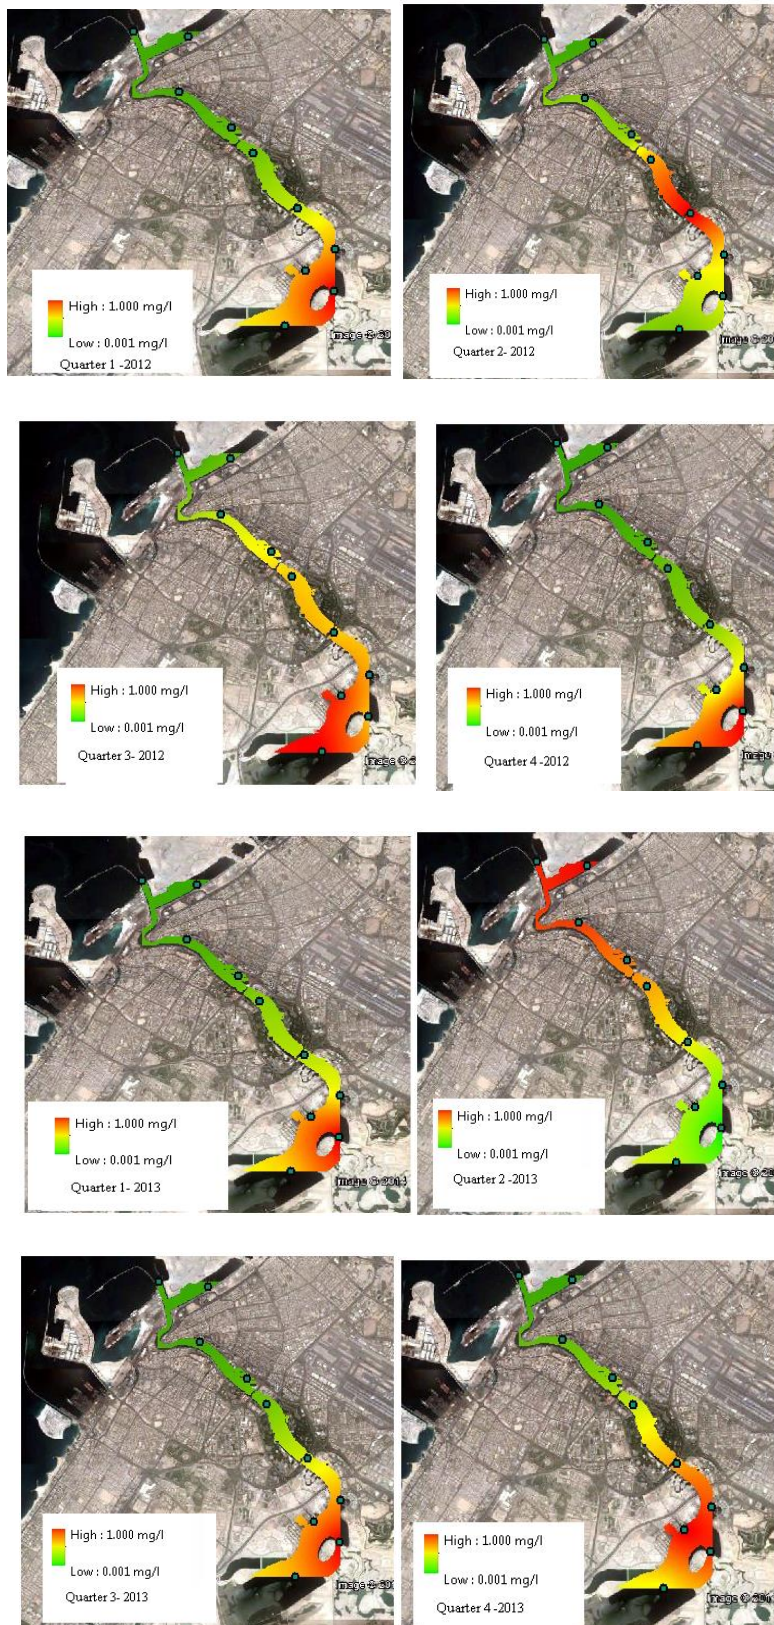 High : 1.000 mg/l
Low : 0.001 mg/l
Quarter 1 -2012
High : 1.000 mg/l
Low : 0.001 mg/l
Quarter 2- 2012
High : 1.000 mg/l
Low : 0.001 mg/l
Quarter 3- 2012
High : 1.000 mg/l
Low : 0.001 mg/l
Quarter 4 -2012
High : 1.000 mg/l
Low : 0.001 mg/l
Quarter 1- 2013
Image © 2014
High : 1.000 mg/l
Low : 0.001 mg/l
Quarter 2 -2013
High : 1.000 mg/l
Low : 0.001 mg/l
Quarter 3- 2013
High : 1.000 mg/l
Low : 0.001 mg/l
Quarter 4 -2013